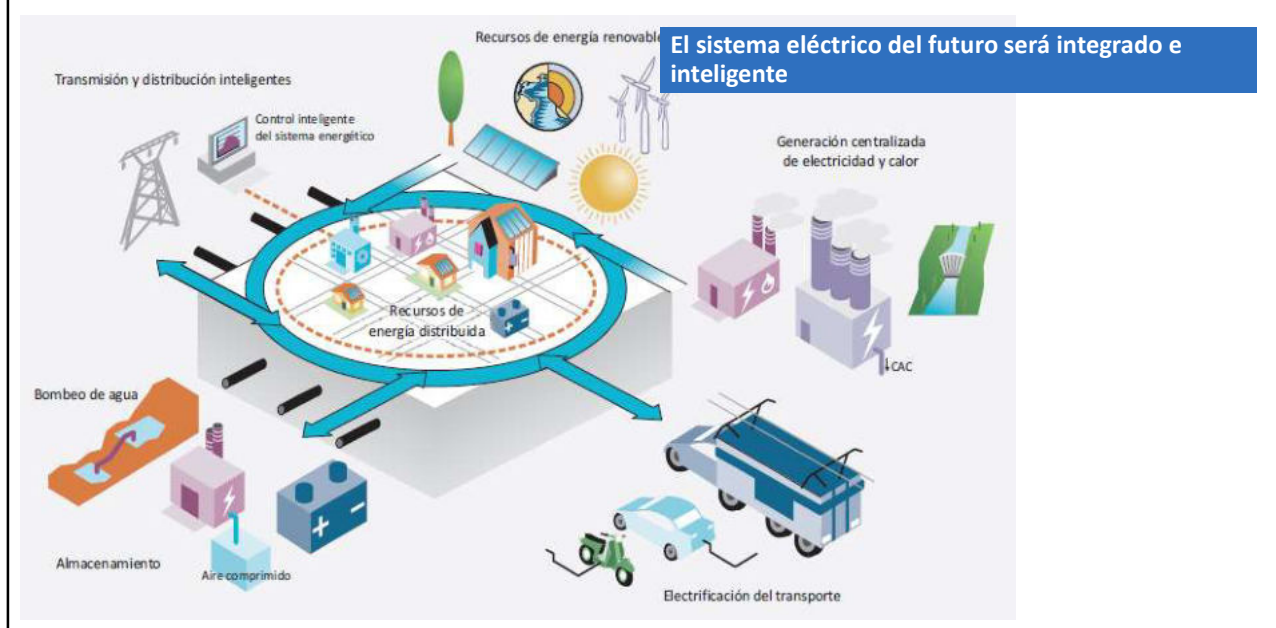 Recursos de energía renovable
El sistema eléctrico del futuro será integrado e
inteligente
Transmisión y distribución inteligentes
Control inteligente
del sistema energético
Generación centralizada
de electricidad y calor
Recursos de
energía distribuida
CAC
Bombeo de agua
Almacenamiento
Aire comprimido
Electrificación del transporte